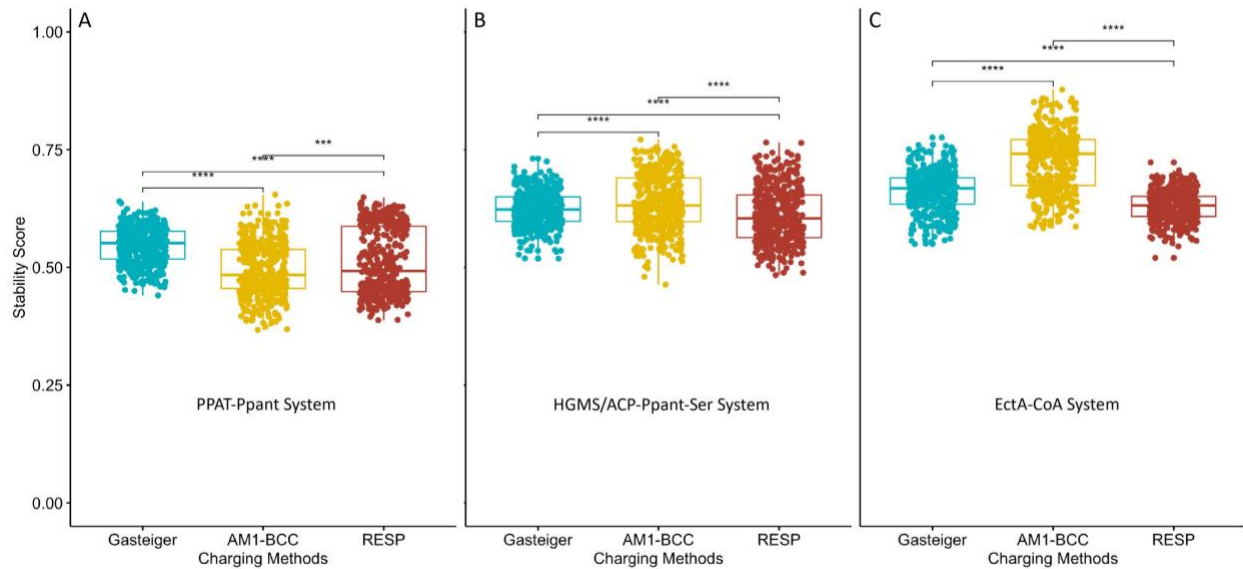 A
B
C
1.00
0.75
0.50
0.25
0.00
Stability Score
****
****
***
****
****
****
****
****
****
PPAT-Ppant System
HGMS/ACP-Ppant-Ser System
EctA-CoA System
Gasteiger AM1-BCC RESP
Charging Methods
Gasteiger AM1-BCC RESP
Charging Methods
Gasteiger AM1-BCC RESP
Charging Methods